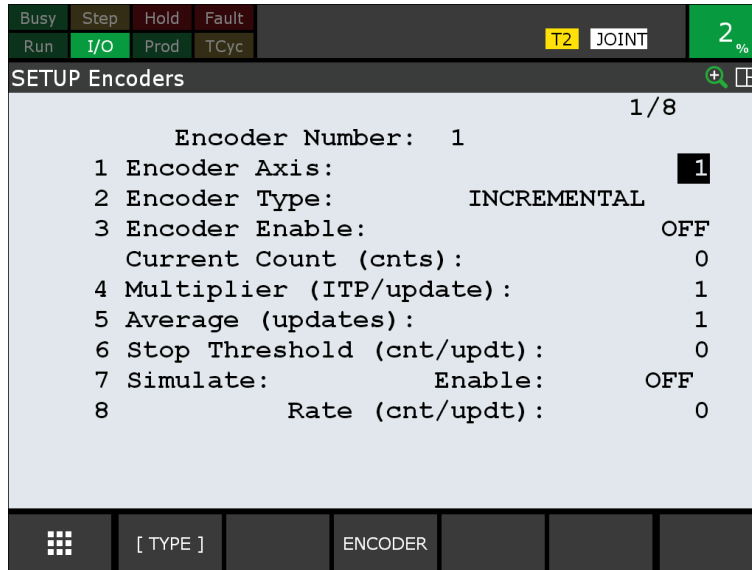 Busy Step Hold Fault
Run I/O Prod TCyc
T2 JOINT
2 %
SETUP Encoders
1/8
Encoder Number: 1
1 Encoder Axis: 1
2 Encoder Type: INCREMENTAL
3 Encoder Enable: OFF
Current Count (cnts): 0
4 Multiplier (ITP/update): 1
5 Average (updates): 1
6 Stop Threshold (cnt/updt): 0
7 Simulate: Enable: OFF
8 Rate (cnt/updt): 0
[ TYPE ] ENCODER